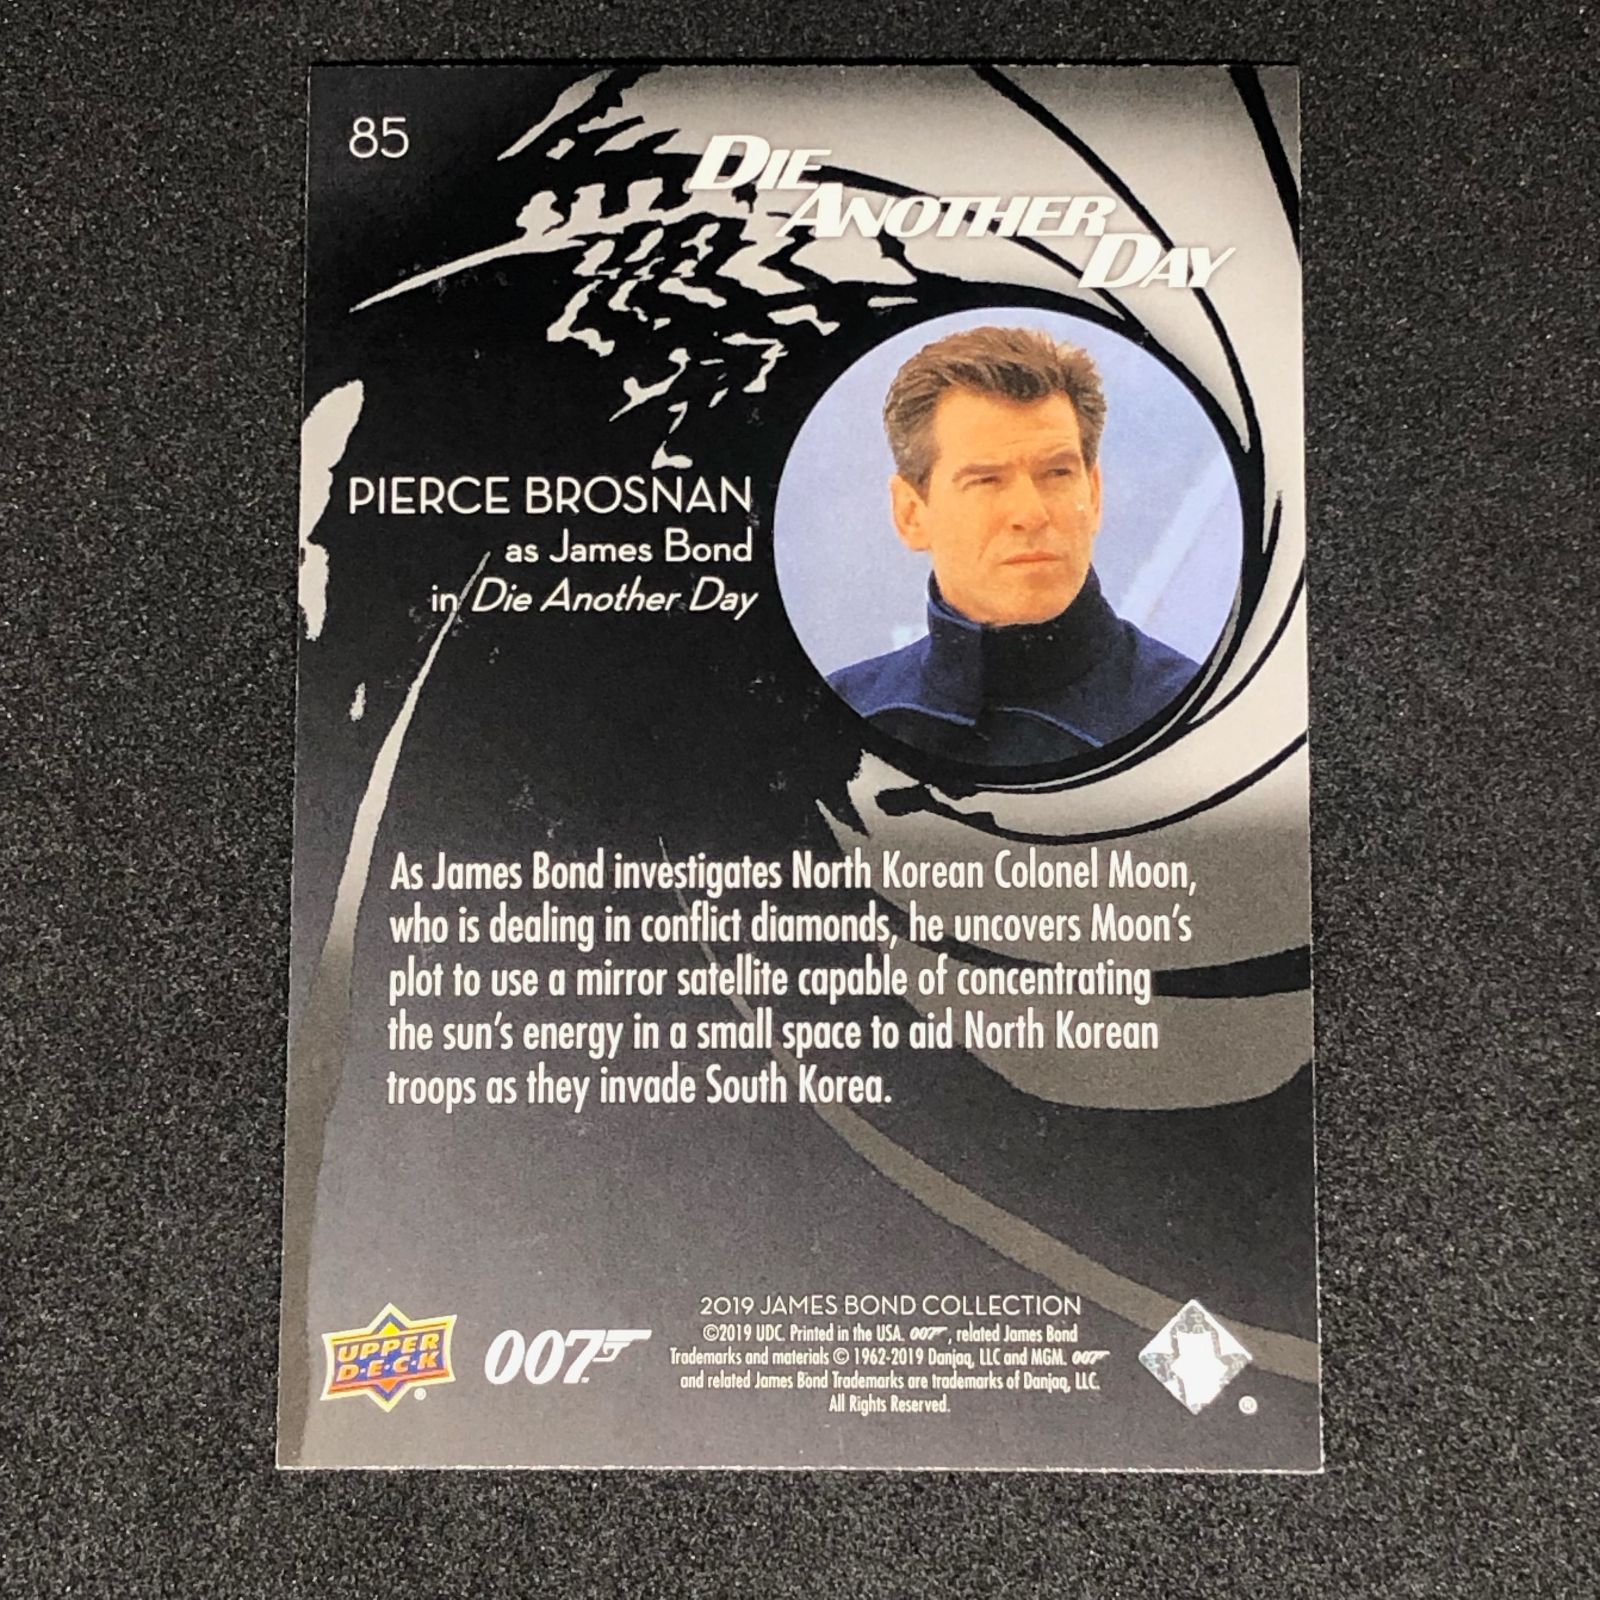 85
DIE
ANOTHER
DAY
PIERCE BROSNAN
as James Bond
in Die Another Day
As James Bond investigates North Korean Colonel Moon,
who is dealing in conflict diamonds, he uncovers Moon's
plot to use a mirror satellite capable of concentrating
the sun's energy in a small space to aid North Korean
troops as they invade South Korea.
UPPER
D·E·C·K
®
007
2019 JAMES BOND COLLECTION
©2019 UDC. Printed in the USA. 007, related James Bond
Trademarks and materials © 1962-2019 Danjaq, LLC and MGM. 007
and related James Bond Trademarks are trademarks of Danjaq, LLC.
All Rights Reserved.
®